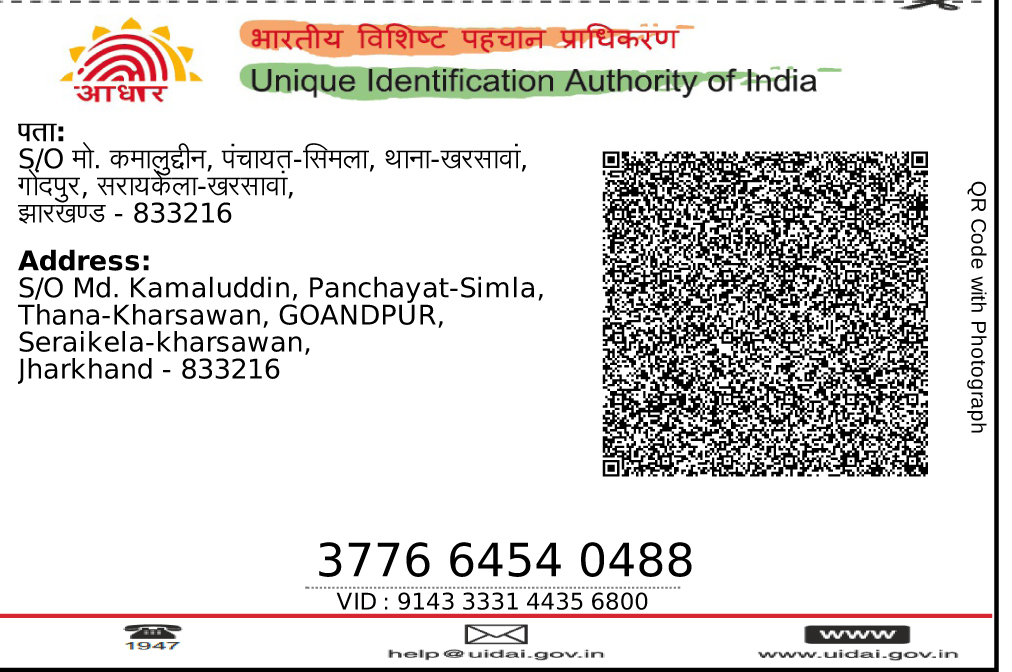 भारतीय विशिष्ट पहचान प्राधिकरण
Unique Identification Authority of India
आधार
पता:
S/O मो. कमालुद्दीन, पंचायत-सिमला, थाना-खरसावां,
गोंदपुर, सरायकेला-खरसावां,
झारखण्ड - 833216
Address:
S/O Md. Kamaluddin, Panchayat-Simla,
Thana-Kharsawan, GOANDPUR,
Seraikela-kharsawan,
Jharkhand - 833216
QR Code with Photograph
3776 6454 0488
VID : 9143 3331 4435 6800
1947
help@uidai.gov.in
www
www.uidai.gov.in